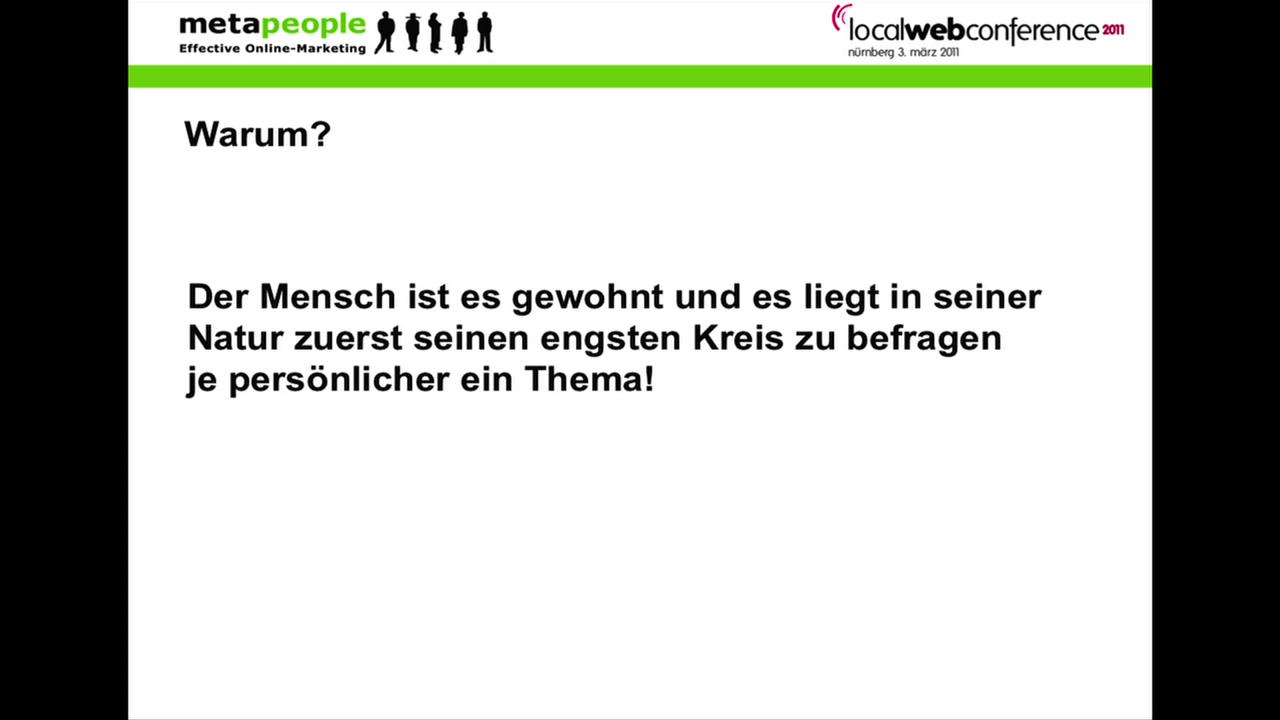 metapeople
Effective Online-Marketing
localwebconference 2011
nürnberg 3. märz 2011
Warum?
Der Mensch ist es gewohnt und es liegt in seiner
Natur zuerst seinen engsten Kreis zu befragen
je persönlicher ein Thema!